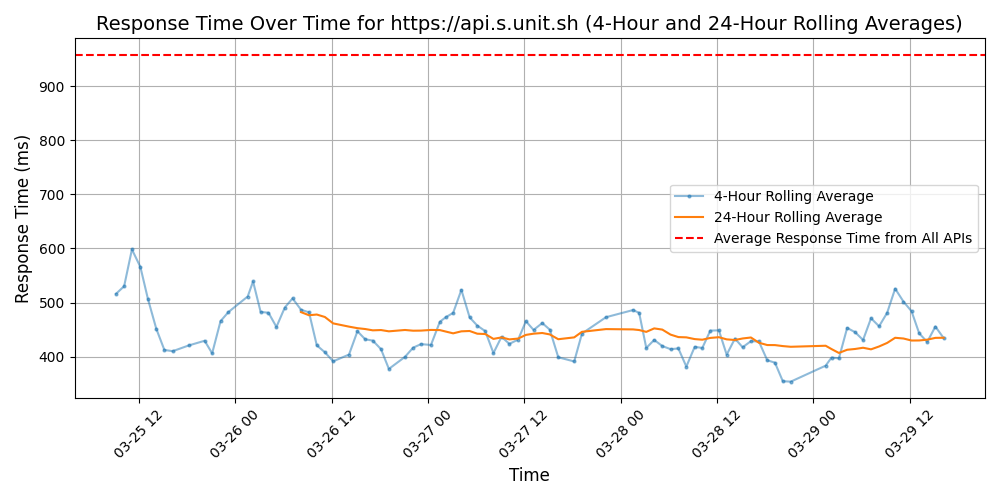 Response Time Over Time for https://api.s.unit.sh (4-Hour and 24-Hour Rolling Averages)
Response Time (ms)
900
800
700
600
500
400
4-Hour Rolling Average
24-Hour Rolling Average
Average Response Time from All APIs
03-25 12
03-26 00
03-26 12
03-27 00
03-27 12
03-28 00
03-28 12
03-29 00
03-29 12
Time